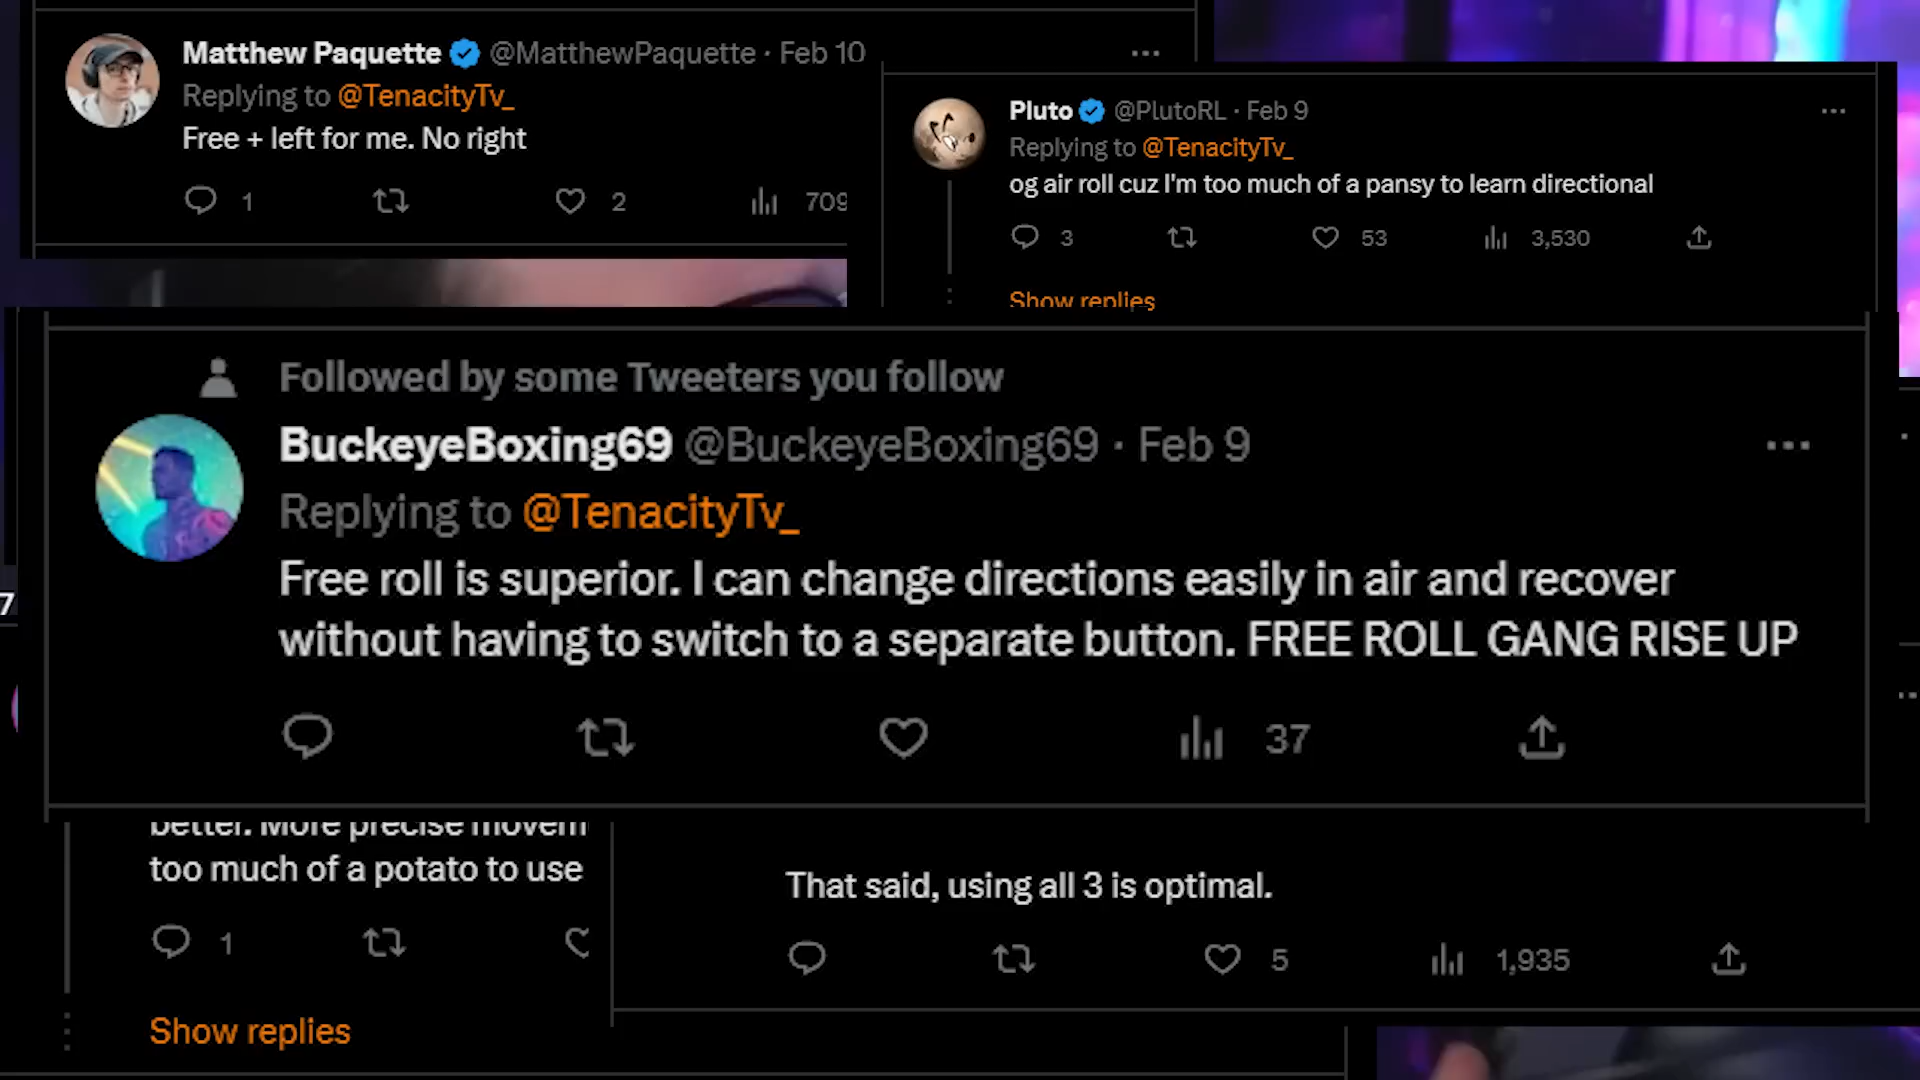 Matthew Paquette @MatthewPaquette · Feb 10
Replying to @TenacityTv_
Free + left for me. No right
1 2 709
Pluto @PlutoRL · Feb 9
Replying to @TenacityTv_
og air roll cuz I'm too much of a pansy to learn directional
3 53 3,530
Show replies
Followed by some Tweeters you follow
BuckeyeBoxing69 @BuckeyeBoxing69 · Feb 9
Replying to @TenacityTv_
Free roll is superior. I can change directions easily in air and recover
without having to switch to a separate button. FREE ROLL GANG RISE UP
37
7
better. More precise
too much of a potato to use
1
Show replies
That said, using all 3 is optimal.
5 1,935